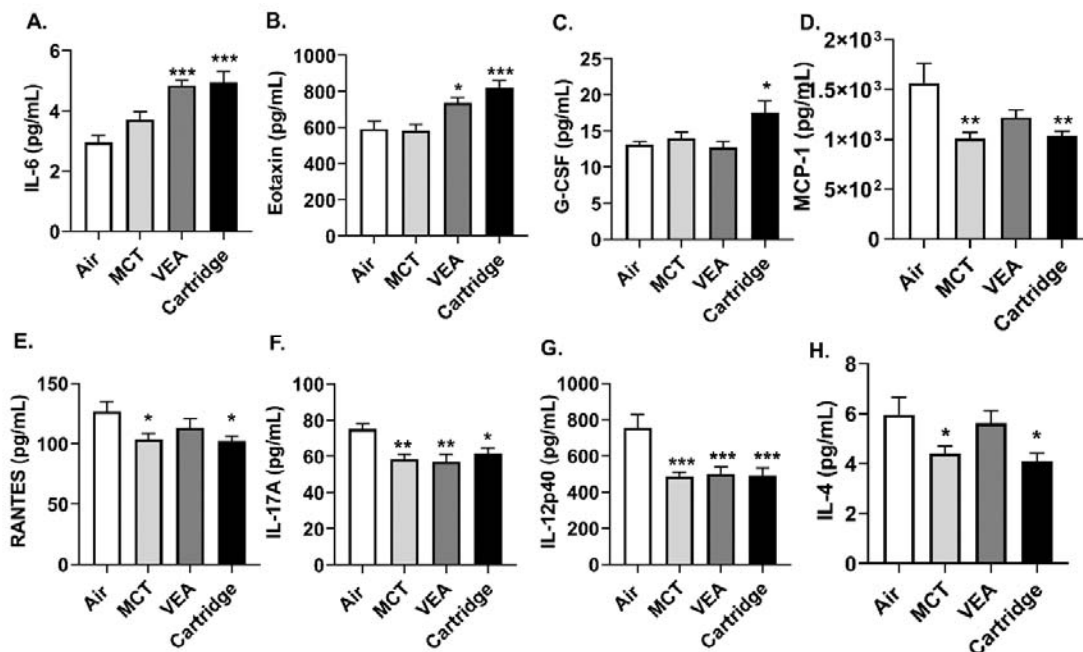 A.
IL-6 (pg/mL)
6
4
2
0
***
***
Air
MCT
VEA
Cartridge
B.
Eotaxin (pg/mL)
1000
800
600
400
200
0
*
***
Air
MCT
VEA
Cartridge
C.
G-CSF (pg/mL)
25
20
15
10
5
0
*
Air
MCT
VEA
Cartridge
D.
MCP-1 (pg/mL)
2×10³
1.5×10³
1×10³
5×10²
0
**
**
Air
MCT
VEA
Cartridge
E.
RANTES (pg/mL)
150
100
50
0
*
*
Air
MCT
VEA
Cartridge
F.
IL-17A (pg/mL)
100
80
60
40
20
0
**
**
*
Air
MCT
VEA
Cartridge
G.
IL-12p40 (pg/mL)
1000
800
600
400
200
0
***
***
***
Air
MCT
VEA
Cartridge
H.
IL-4 (pg/mL)
8
6
4
2
0
*
*
Air
MCT
VEA
Cartridge